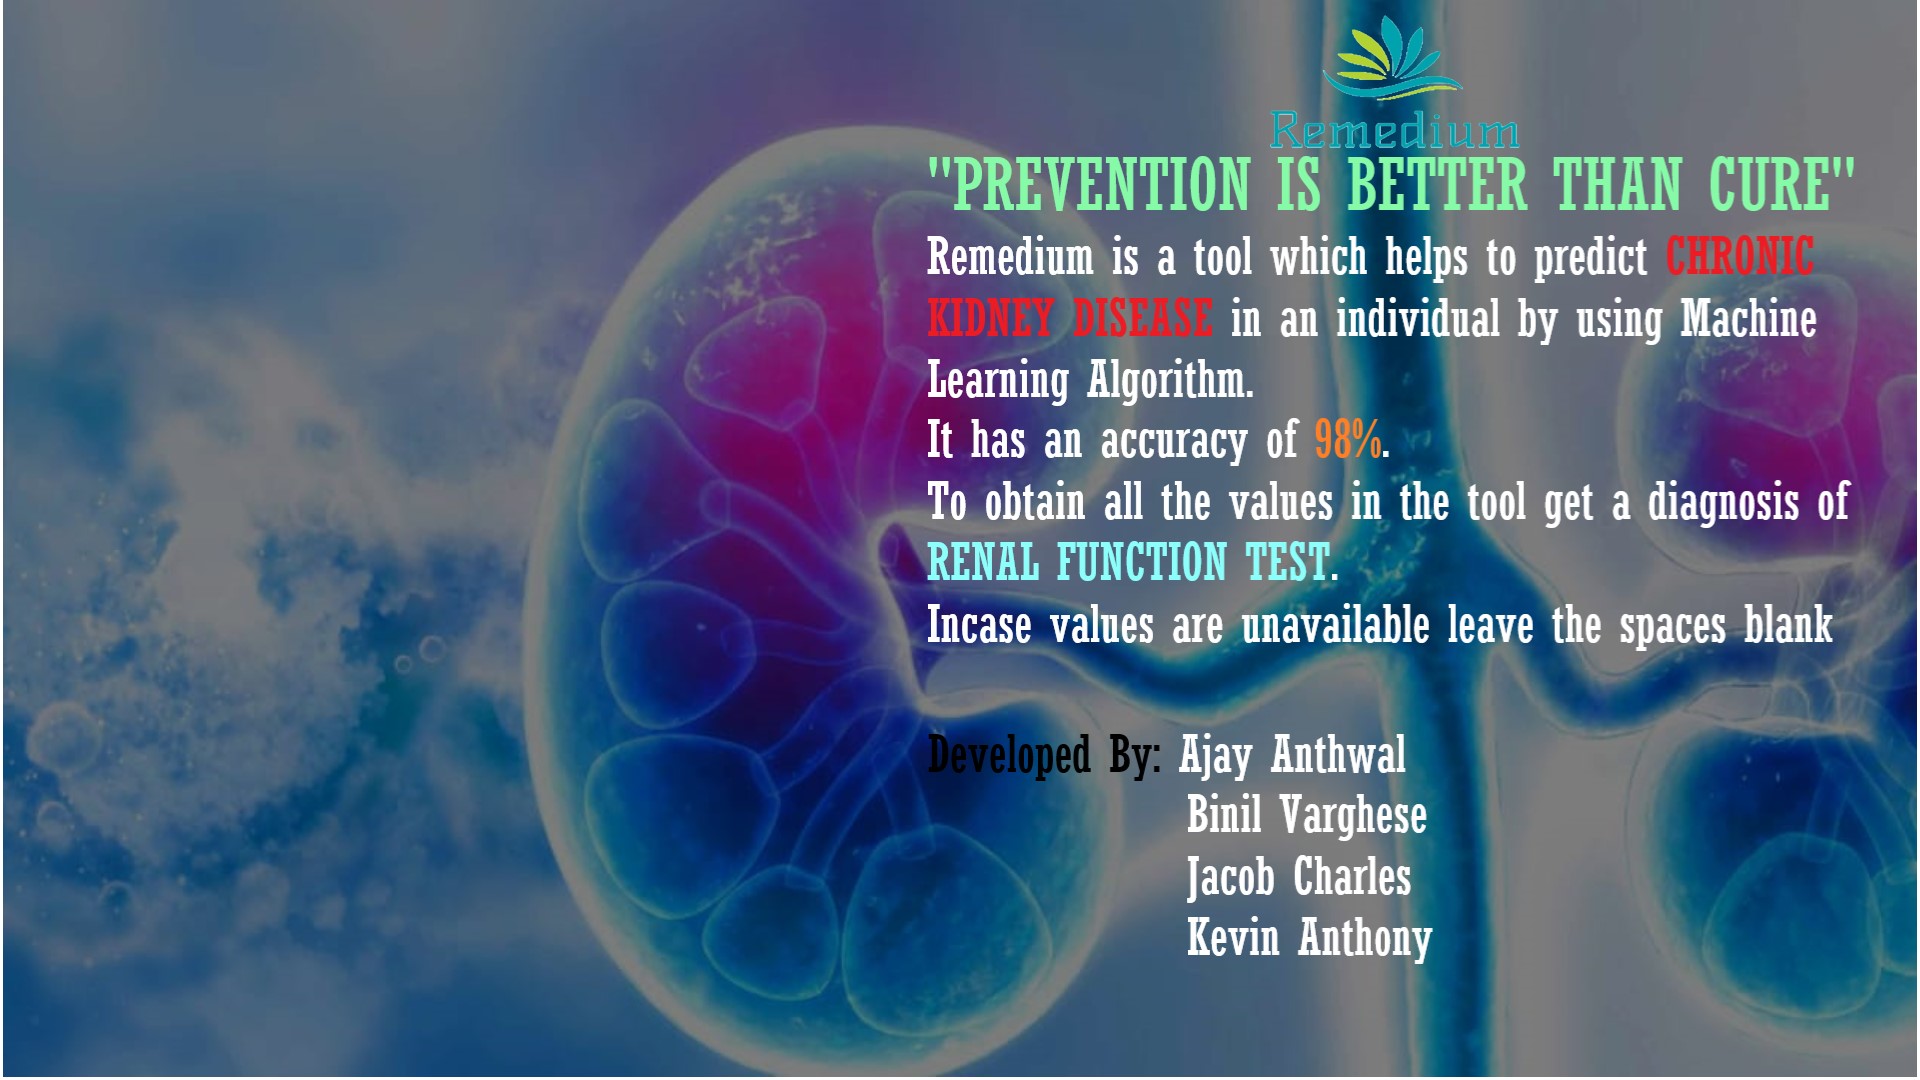 Remedium
"PREVENTION IS BETTER THAN CURE"
Remedium is a tool which helps to predict CHRONIC
KIDNEY DISEASE in an individual by using Machine
Learning Algorithm.
It has an accuracy of 98%.
To obtain all the values in the tool get a diagnosis of
RENAL FUNCTION TEST.
Incase values are unavailable leave the spaces blank
Developed By: Ajay Anthwal
Binil Varghese
Jacob Charles
Kevin Anthony